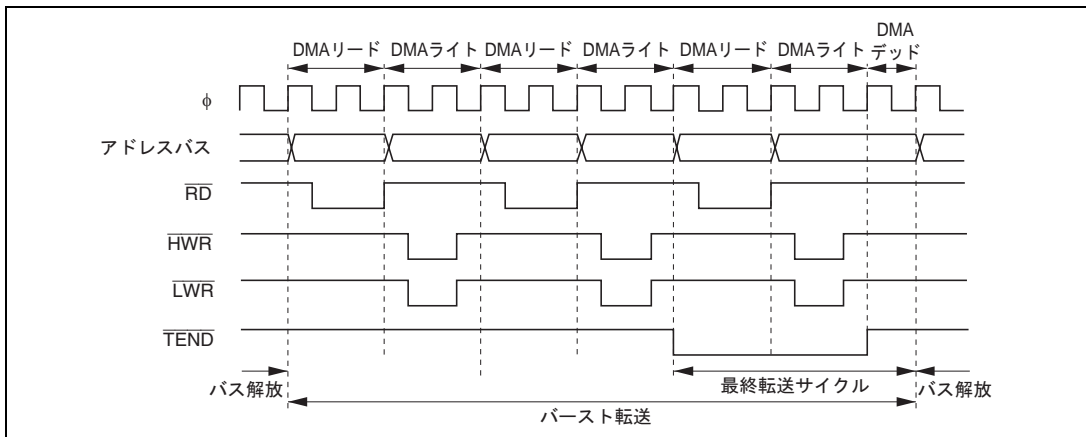 DMA
DMAリード DMAライト DMAリード DMAライト DMAリード DMAライト デッド
φ
アドレスバス
RD
HWR
LWR
TEND
バス解放 最終転送サイクル バス解放
バースト転送